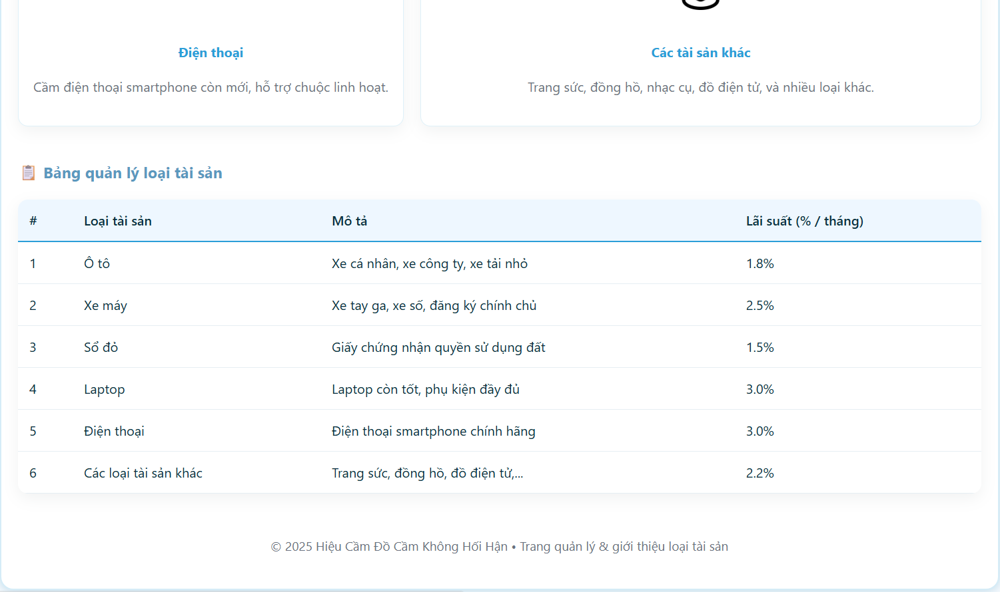 Điện thoại
Cầm điện thoại smartphone còn mới, hỗ trợ chuộc linh hoạt.
Các tài sản khác
Trang sức, đồng hồ, nhạc cụ, đồ điện tử, và nhiều loại khác.
Bảng quản lý loại tài sản
# Loại tài sản Mô tả Lãi suất (% / tháng)
1 Ô tô Xe cá nhân, xe công ty, xe tải nhỏ 1.8%
2 Xe máy Xe tay ga, xe số, đăng ký chính chủ 2.5%
3 Sổ đỏ Giấy chứng nhận quyền sử dụng đất 1.5%
4 Laptop Laptop còn tốt, phụ kiện đầy đủ 3.0%
5 Điện thoại Điện thoại smartphone chính hãng 3.0%
6 Các loại tài sản khác Trang sức, đồng hồ, đồ điện tử,... 2.2%
© 2025 Hiệu Cầm Đồ Cầm Không Hối Hận • Trang quản lý & giới thiệu loại tài sản